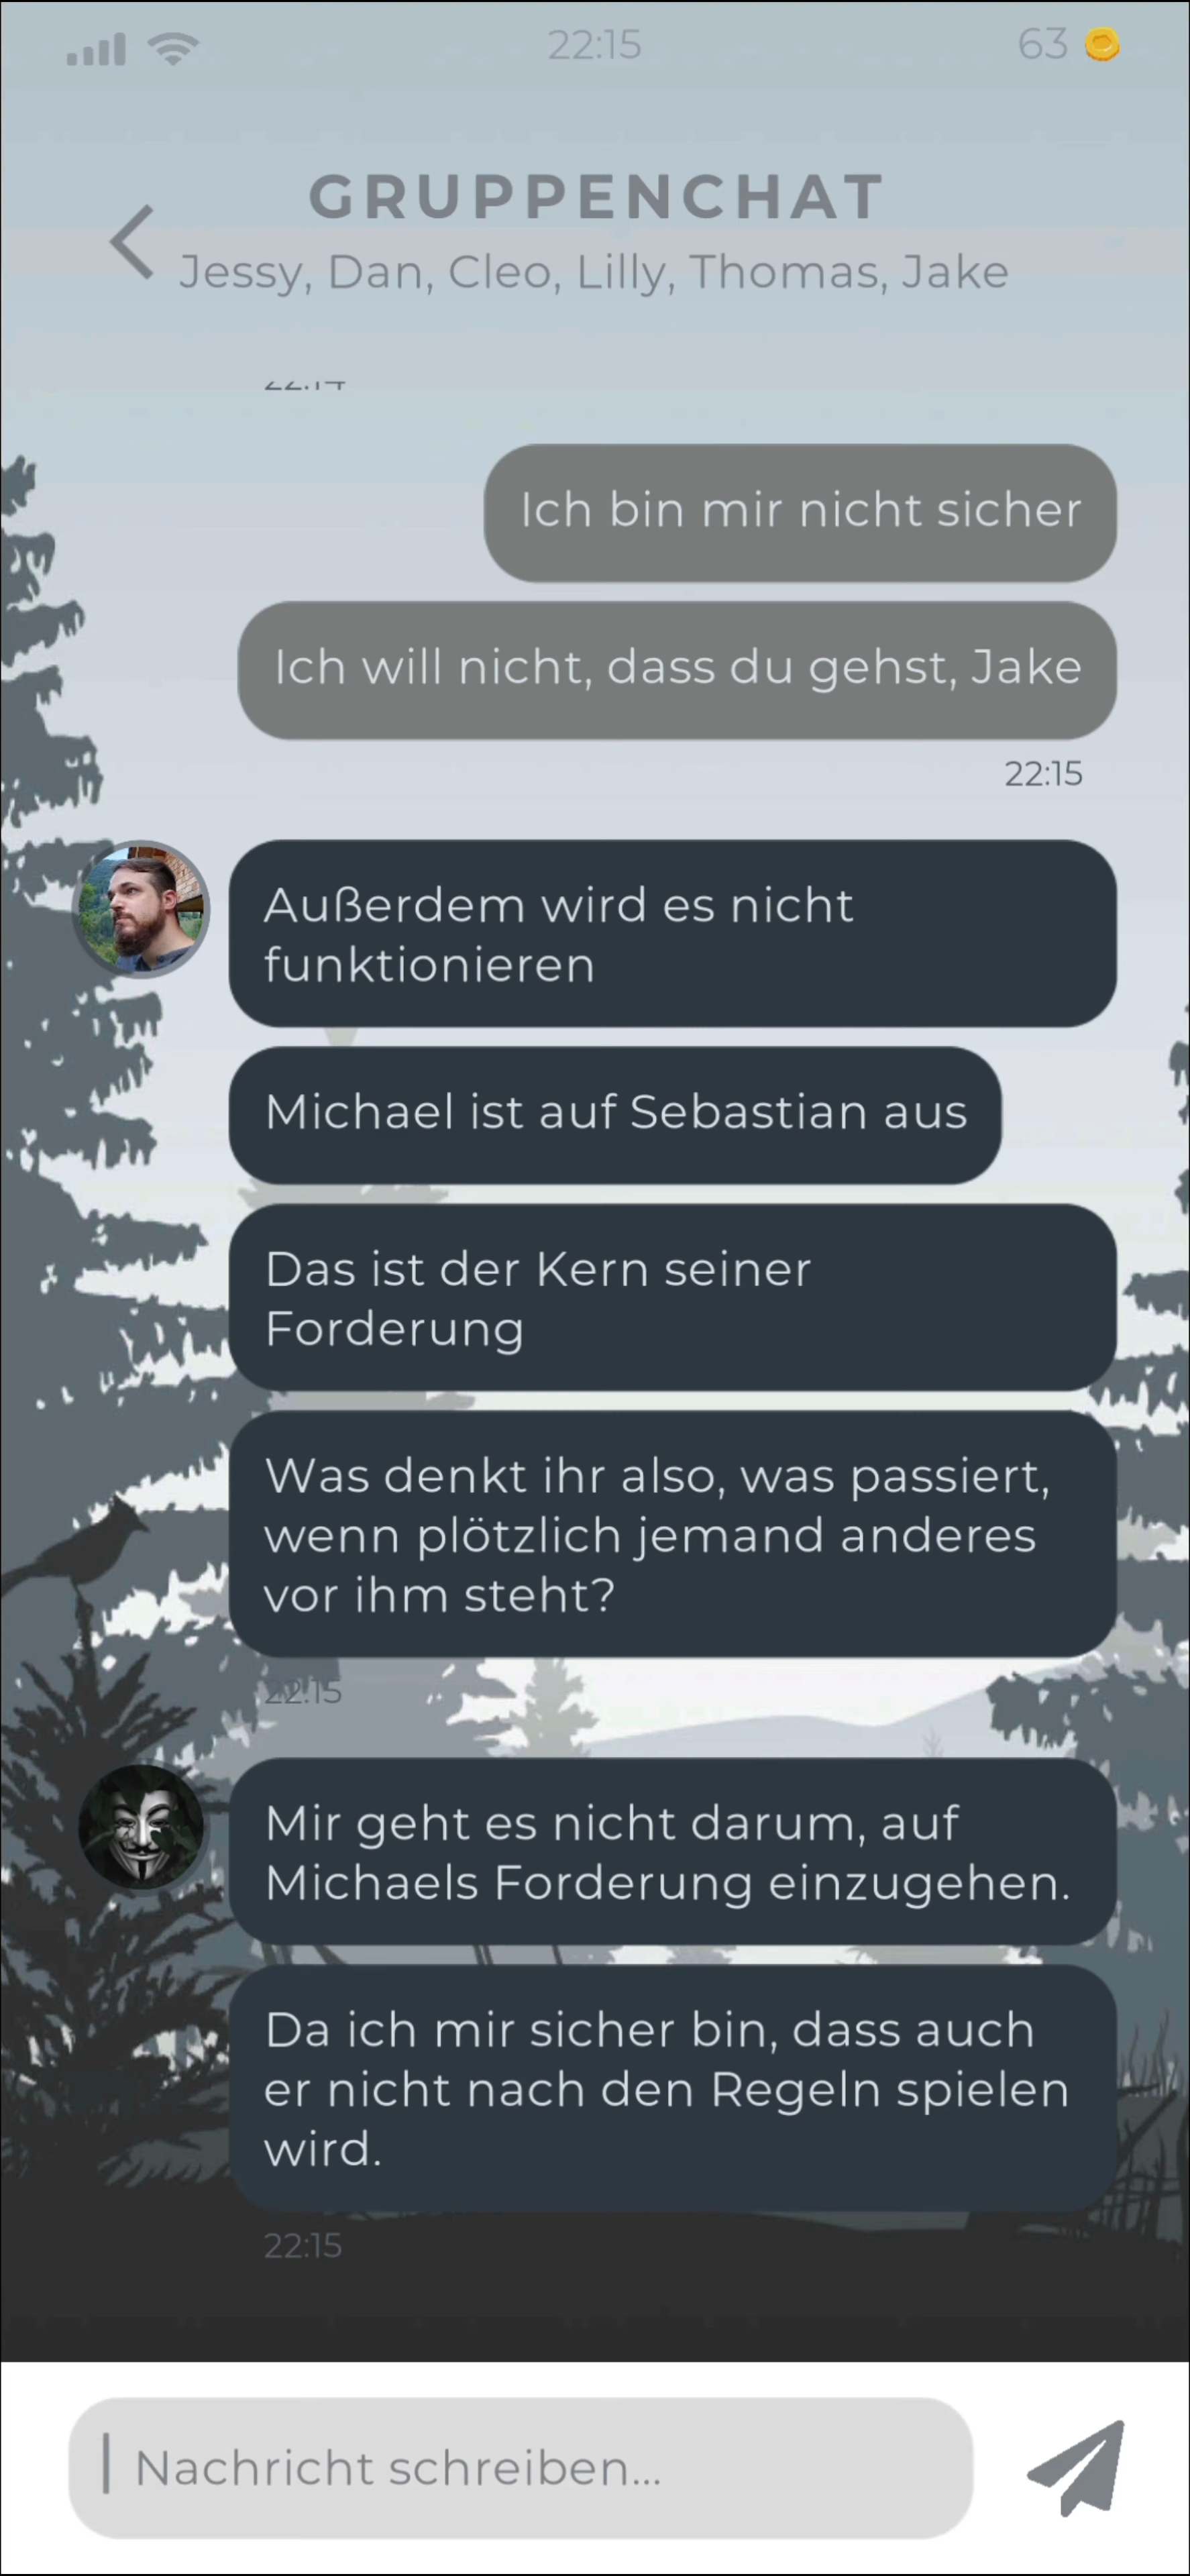 22:15
63
GRUPPENCHAT
Jessy, Dan, Cleo, Lilly, Thomas, Jake
Ich bin mir nicht sicher
Ich will nicht, dass du gehst, Jake
22:15
Außerdem wird es nicht
funktionieren
Michael ist auf Sebastian aus
Das ist der Kern seiner
Forderung
Was denkt ihr also, was passiert,
wenn plötzlich jemand anderes
vor ihm steht?
22:15
Mir geht es nicht darum, auf
Michaels Forderung einzugehen.
Da ich mir sicher bin, dass auch
er nicht nach den Regeln spielen
wird.
22:15
Nachricht schreiben...